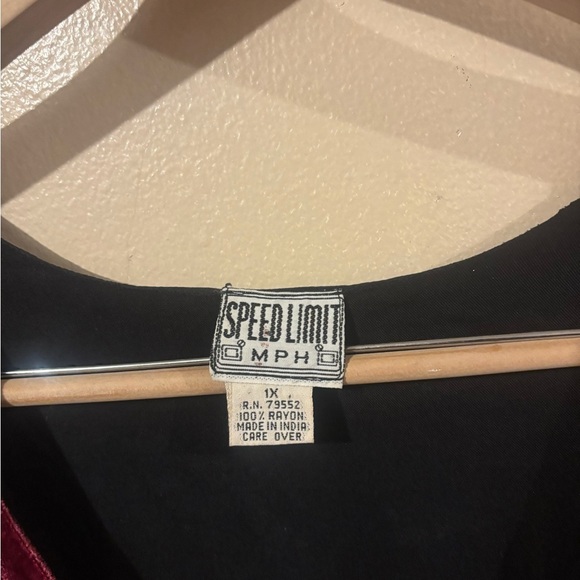 SPEED LIMIT
MPH
1X
R.N. 79552
100% RAYON
MADE IN INDIA
CARE OVER